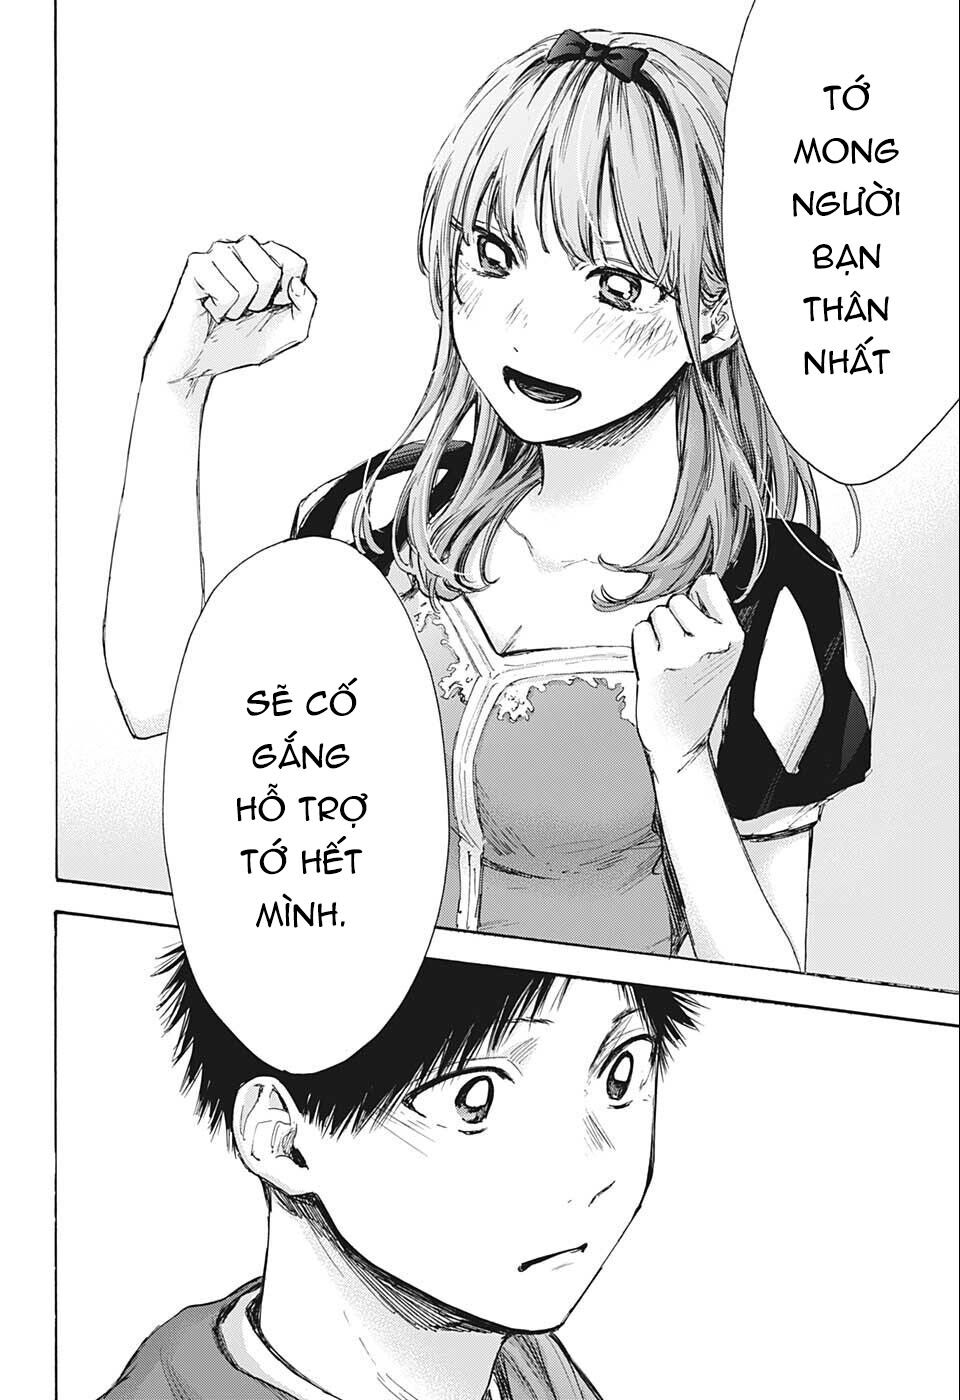 TỚ
MONG
NGƯỜI
BẠN
THÂN
NHẤT
SẼ CỐ
GẮNG
HỖ TRỢ
TỚ HẾT
MÌNH.